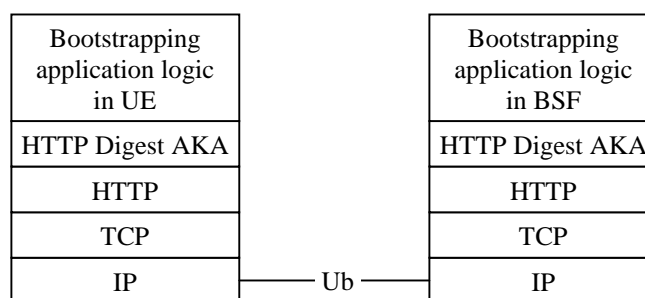 Bootstrapping
application logic
in UE
HTTP Digest AKA
HTTP
TCP
IP
Ub
Bootstrapping
application logic
in BSF
HTTP Digest AKA
HTTP
TCP
IP